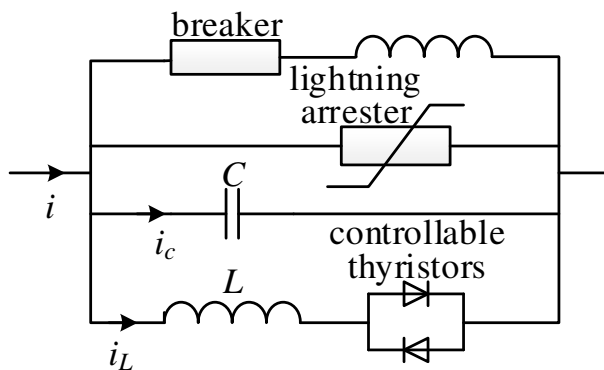 breaker
lightning
arrester
i
C
i_c
controllable
thyristors
L
i_L